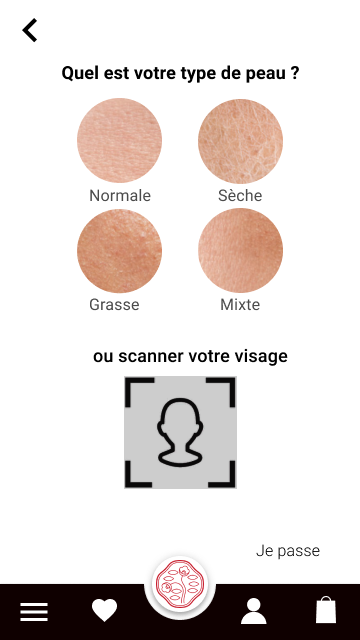 Quel est votre type de peau ?
Normale
Sèche
Grasse
Mixte
ou scanner votre visage
Je passe